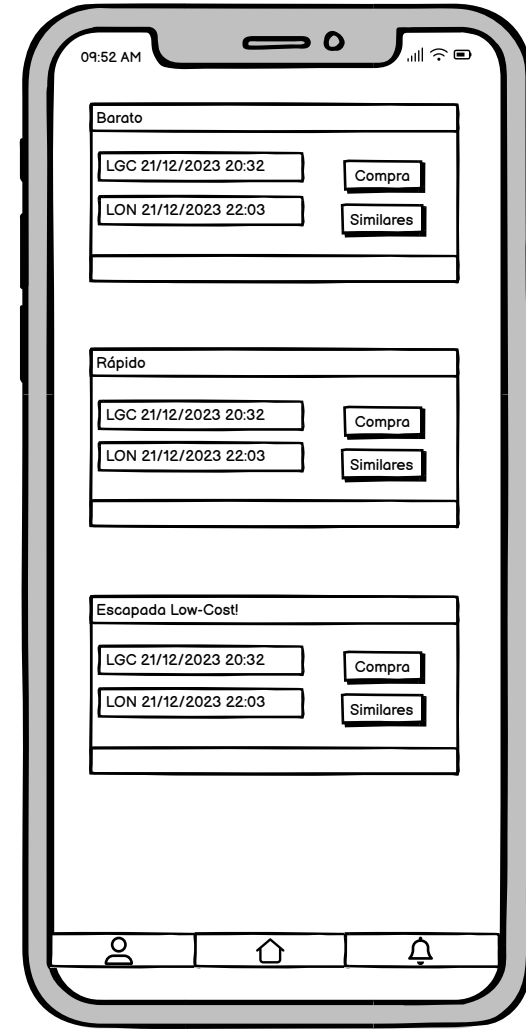 09:52 AM
Barato
LGC 21/12/2023 20:32
Compra
LON 21/12/2023 22:03
Similares
Rápido
LGC 21/12/2023 20:32
Compra
LON 21/12/2023 22:03
Similares
Escapada Low-Cost!
LGC 21/12/2023 20:32
Compra
LON 21/12/2023 22:03
Similares